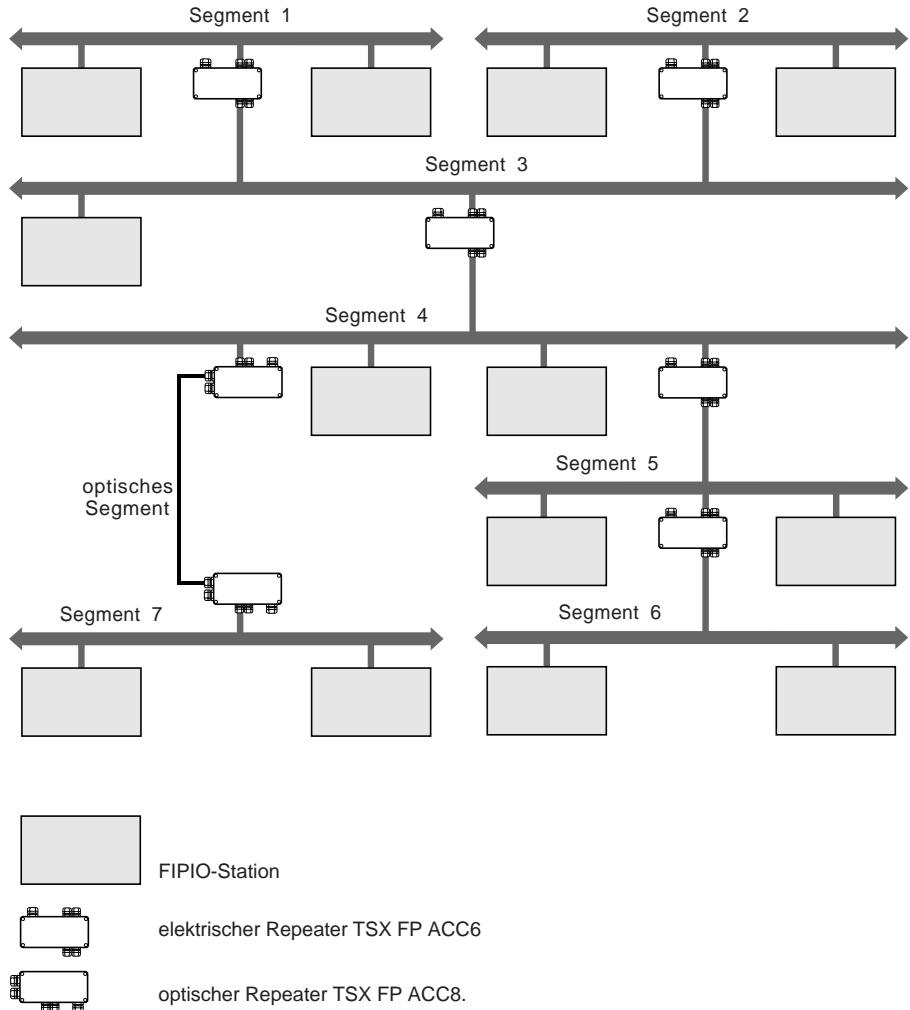 Segment 1
Segment 2
Segment 3
Segment 4
Segment 5
optisches
Segment
Segment 7
Segment 6
FIPIO-Station
elektrischer Repeater TSX FP ACC6
optischer Repeater TSX FP ACC8.